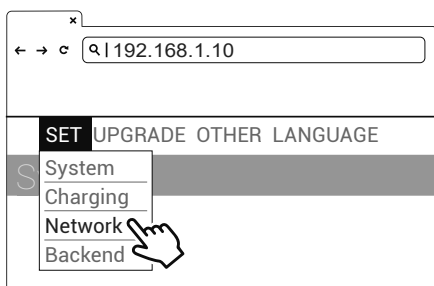 192.168.1.10
SET UPGRADE OTHER LANGUAGE
System
Charging
Network
Backend